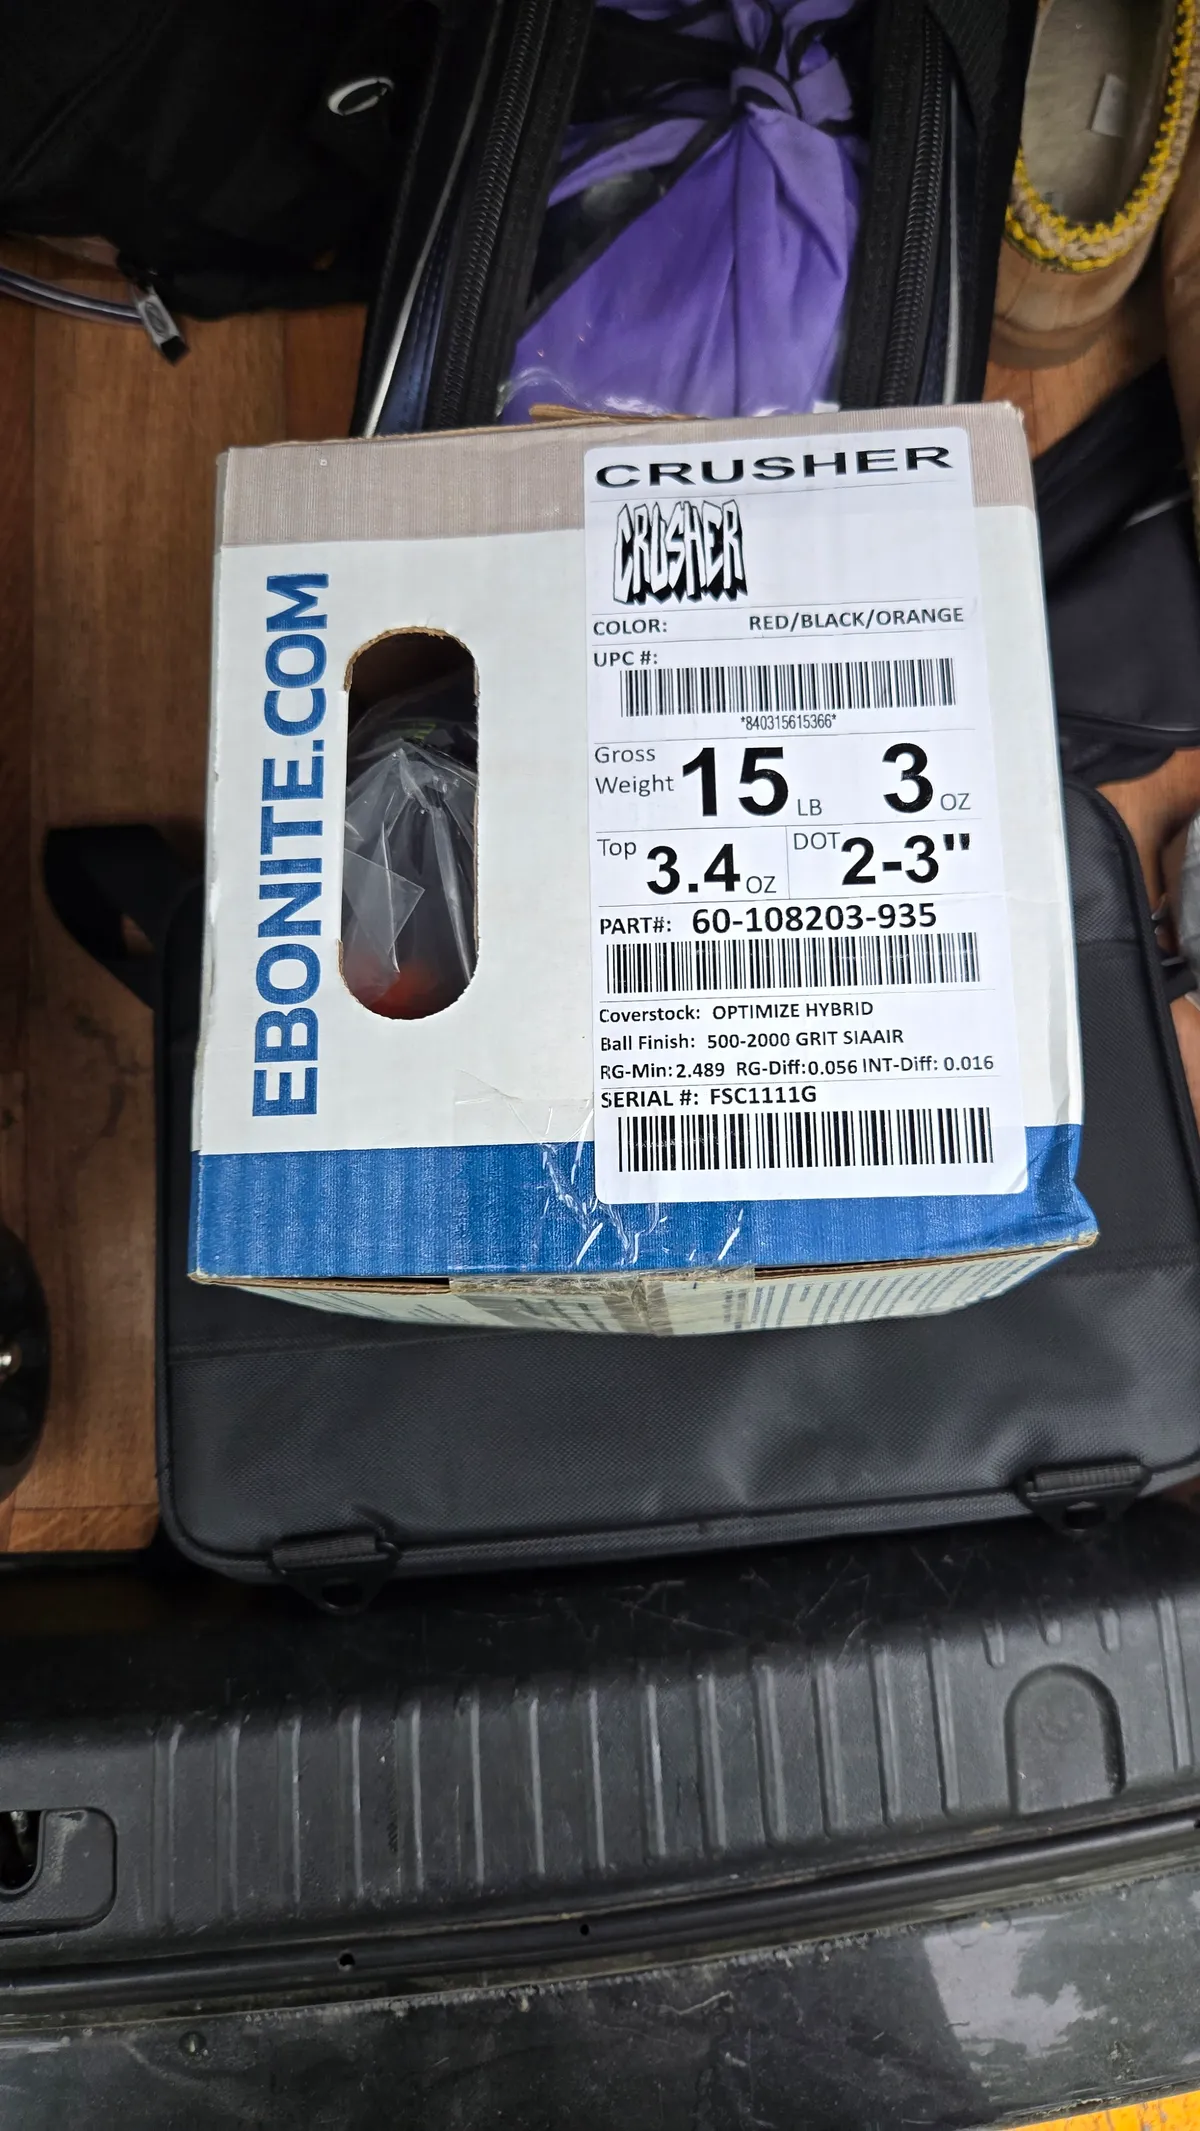 EBONITE.COM
CRUSHER
CRUSHER
COLOR: RED/BLACK/ORANGE
UPC #:
*840315615366*
Gross Weight 15 LB 3 OZ
Top 3.4 OZ DOT 2-3"
PART#: 60-108203-935
Coverstock: OPTIMIZE HYBRID
Ball Finish: 500-2000 GRIT SIAAIR
RG-Min: 2.489 RG-Diff: 0.056 INT-Diff: 0.016
SERIAL #: FSC1111G